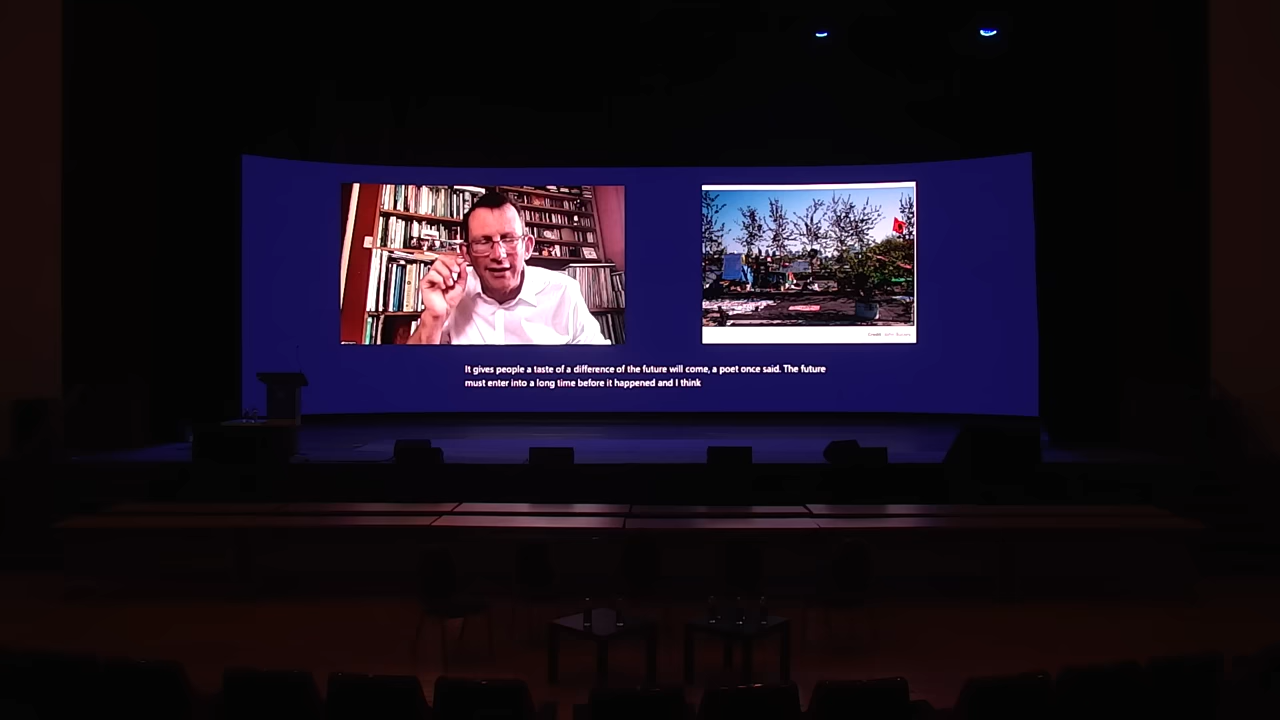 It gives people a taste of a difference of the future will come, a poet once said. The future
must enter into a long time before it happened and I think